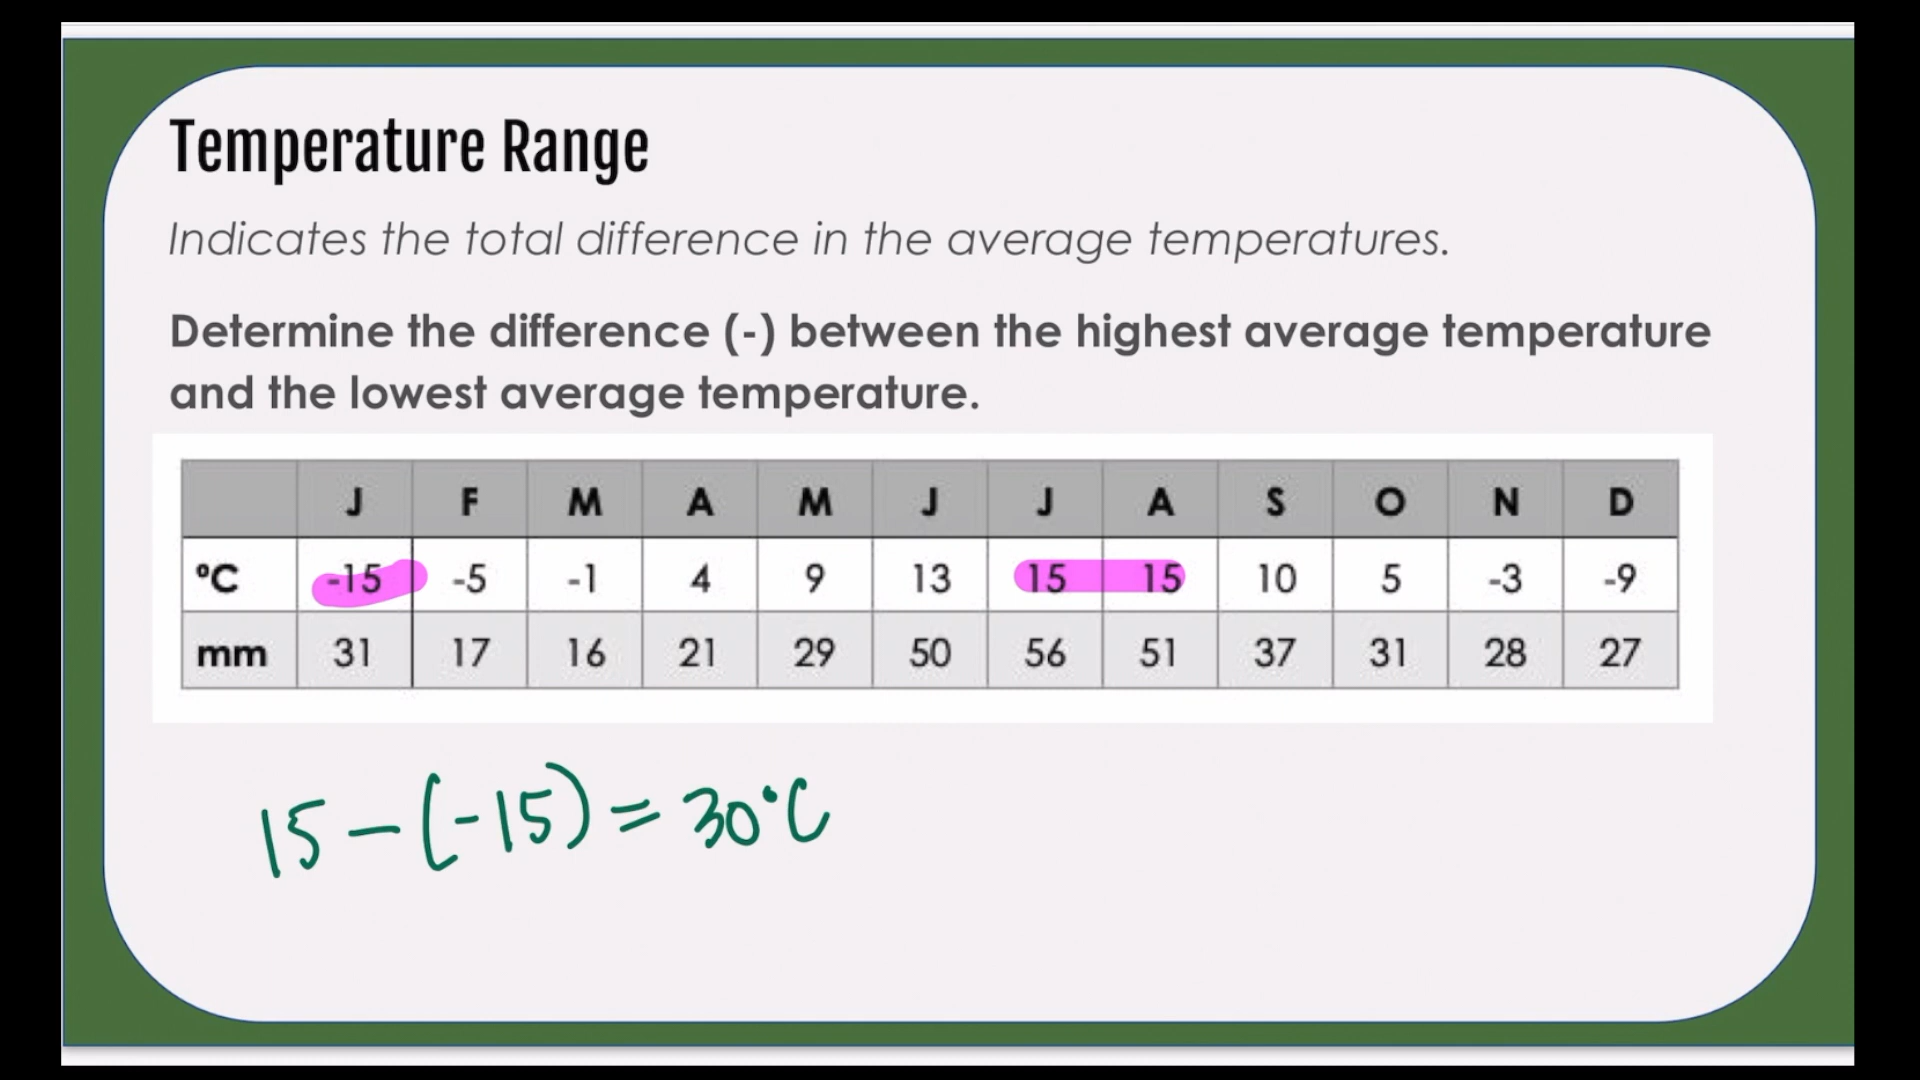 Temperature Range
Indicates the total difference in the average temperatures.
Determine the difference (-) between the highest average temperature
and the lowest average temperature.
J F M A M J J A S O N D
ºC -15 -5 -1 4 9 13 15 15 10 5 -3 -9
mm 31 17 16 21 29 50 56 51 37 31 28 27
15 - (-15) = 30°C